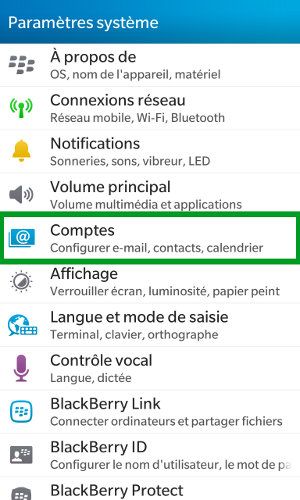 Paramètres système
À propos de
OS, nom de l'appareil, matériel
Connexions réseau
Réseau mobile, Wi-Fi, Bluetooth
Notifications
Sonneries, sons, vibreur, LED
Volume principal
Volume multimédia et applications
Comptes
Configurer e-mail, contacts, calendrier
Affichage
Verrouiller écran, luminosité, papier peint
Langue et mode de saisie
Terminal, clavier, orthographe
Contrôle vocal
Langue, dictée
BlackBerry Link
Connecter ordinateurs et partager fichiers
BlackBerry ID
Configurer le nom d'utilisateur, le mot de pa
BlackBerry Protect